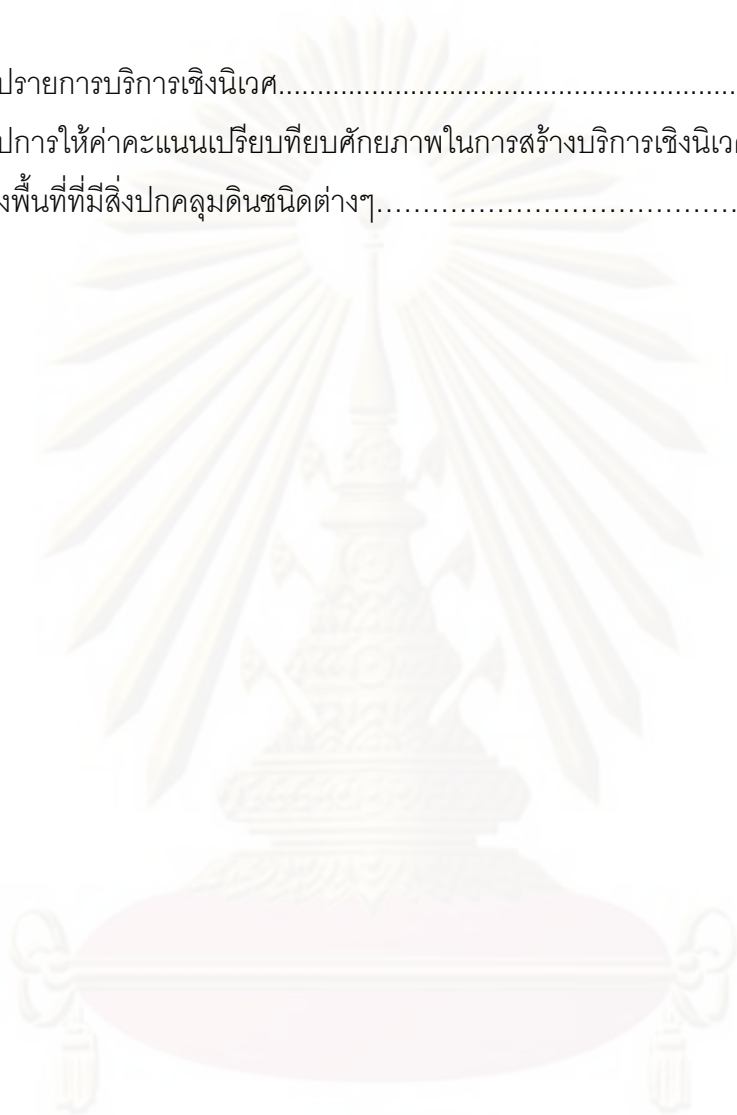 ปรายการบริการเชิงนิเวศ............................................................
ปการให้ค่าคะแนนเปรียบทียบศักยภาพในการสร้างบริการเชิงนิเวศ
งพื้นที่ที่มีสิ่งปกคลุมดินชนิดต่างๆ……………………………………